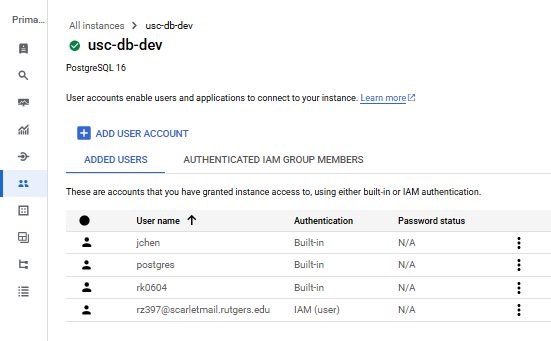 Prima...
All instances > usc-db-dev
usc-db-dev
PostgreSQL 16
User accounts enable users and applications to connect to your instance. Learn more
ADD USER ACCOUNT
ADDED USERS AUTHENTICATED IAM GROUP MEMBERS
These are accounts that you have granted instance access to, using either built-in or IAM authentication.
User name Authentication Password status
jchen Built-in N/A
postgres Built-in N/A
rk0604 Built-in N/A
rz397@scarletmail.rutgers.edu IAM (user) N/A